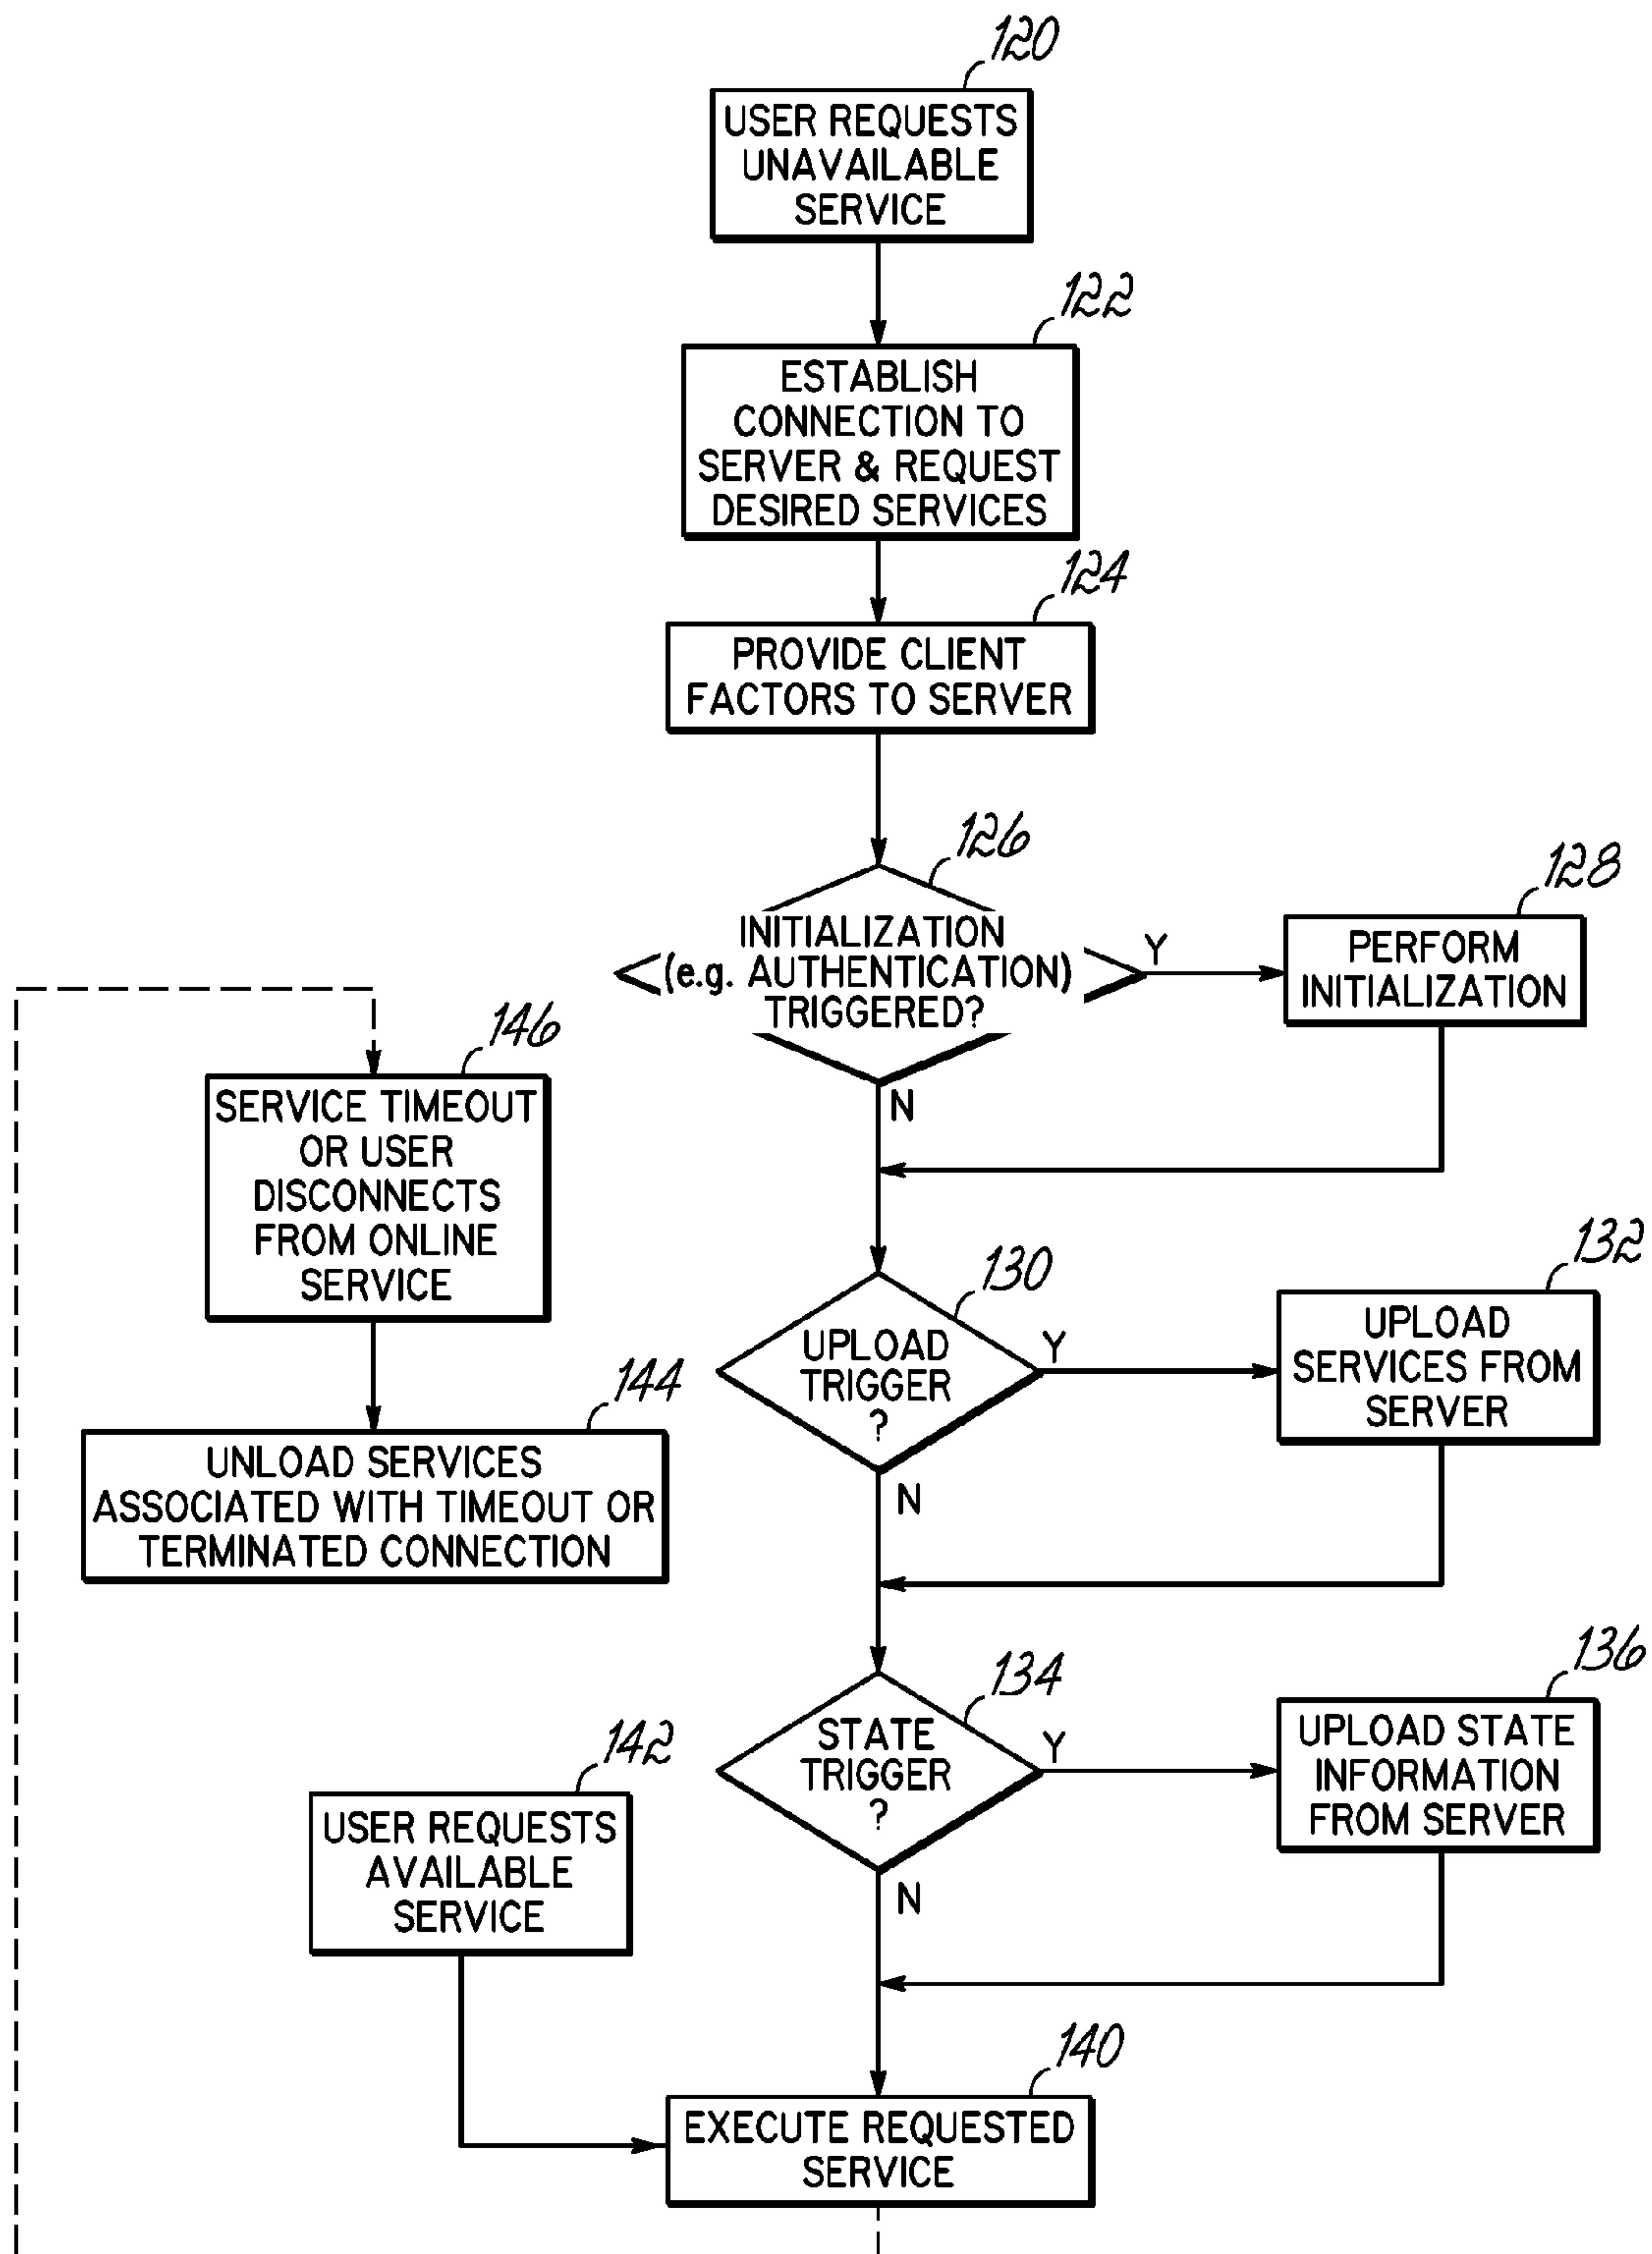 120
USER REQUESTS
UNAVAILABLE
SERVICE
122
ESTABLISH
CONNECTION TO
SERVER & REQUEST
DESIRED SERVICES
124
PROVIDE CLIENT
FACTORS TO SERVER
126
INITIALIZATION
(e.g. AUTHENTICATION)
TRIGGERED?
Y
N
128
PERFORM
INITIALIZATION
146
SERVICE TIMEOUT
OR USER
DISCONNECTS
FROM ONLINE
SERVICE
130
UPLOAD
TRIGGER
?
Y
N
132
UPLOAD
SERVICES FROM
SERVER
144
UNLOAD SERVICES
ASSOCIATED WITH TIMEOUT OR
TERMINATED CONNECTION
134
STATE
TRIGGER
?
Y
N
136
UPLOAD STATE
INFORMATION
FROM SERVER
142
USER REQUESTS
AVAILABLE
SERVICE
140
EXECUTE REQUESTED
SERVICE